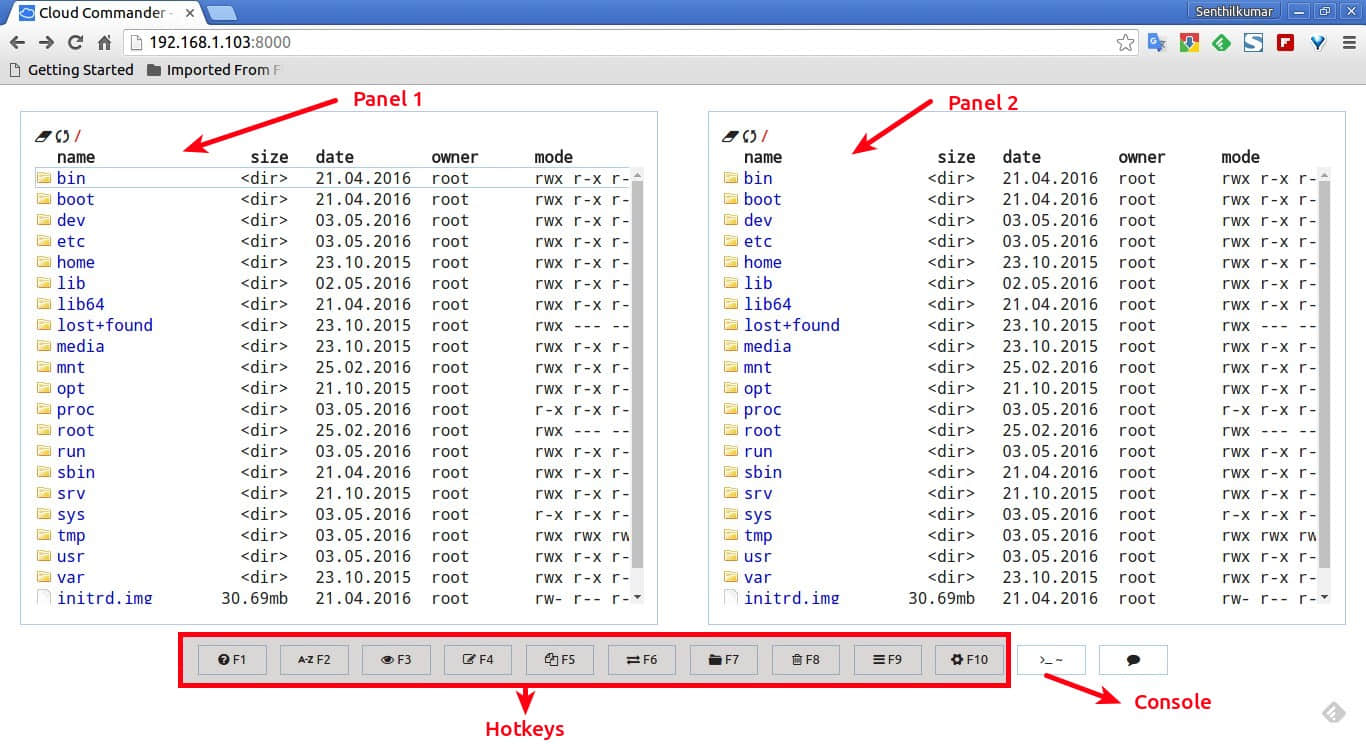 Cloud Commander -
Senthilkumar
192.168.1.103:8000
Getting Started Imported From F
Panel 1
Panel 2
/
name size date owner mode
bin <dir> 21.04.2016 root rwx r-x r-
boot <dir> 21.04.2016 root rwx r-x r-
dev <dir> 03.05.2016 root rwx r-x r-
etc <dir> 03.05.2016 root rwx r-x r-
home <dir> 23.10.2015 root rwx r-x r-
lib <dir> 02.05.2016 root rwx r-x r-
lib64 <dir> 21.04.2016 root rwx r-x r-
lost+found <dir> 23.10.2015 root rwx --- --
media <dir> 23.10.2015 root rwx r-x r-
mnt <dir> 25.02.2016 root rwx r-x r-
opt <dir> 21.10.2015 root rwx r-x r-
proc <dir> 03.05.2016 root r-x r-x r-
root <dir> 25.02.2016 root rwx --- --
run <dir> 03.05.2016 root rwx r-x r-
sbin <dir> 21.04.2016 root rwx r-x r-
srv <dir> 21.10.2015 root rwx r-x r-
sys <dir> 03.05.2016 root r-x r-x r-
tmp <dir> 03.05.2016 root rwx rwx rw
usr <dir> 03.05.2016 root rwx r-x r-
var <dir> 23.10.2015 root rwx r-x r-
initrd.img 30.69mb 21.04.2016 root rw- r-- r-
/
name size date owner mode
bin <dir> 21.04.2016 root rwx r-x r-
boot <dir> 21.04.2016 root rwx r-x r-
dev <dir> 03.05.2016 root rwx r-x r-
etc <dir> 03.05.2016 root rwx r-x r-
home <dir> 23.10.2015 root rwx r-x r-
lib <dir> 02.05.2016 root rwx r-x r-
lib64 <dir> 21.04.2016 root rwx r-x r-
lost+found <dir> 23.10.2015 root rwx --- --
media <dir> 23.10.2015 root rwx r-x r-
mnt <dir> 25.02.2016 root rwx r-x r-
opt <dir> 21.10.2015 root rwx r-x r-
proc <dir> 03.05.2016 root r-x r-x r-
root <dir> 25.02.2016 root rwx --- --
run <dir> 03.05.2016 root rwx r-x r-
sbin <dir> 21.04.2016 root rwx r-x r-
srv <dir> 21.10.2015 root rwx r-x r-
sys <dir> 03.05.2016 root r-x r-x r-
tmp <dir> 03.05.2016 root rwx rwx rw
usr <dir> 03.05.2016 root rwx r-x r-
var <dir> 23.10.2015 root rwx r-x r-
initrd.img 30.69mb 21.04.2016 root rw- r-- r-
F1 A-Z F2 F3 F4 F5 F6 F7 F8 F9 F10 >_ ~
Console
Hotkeys